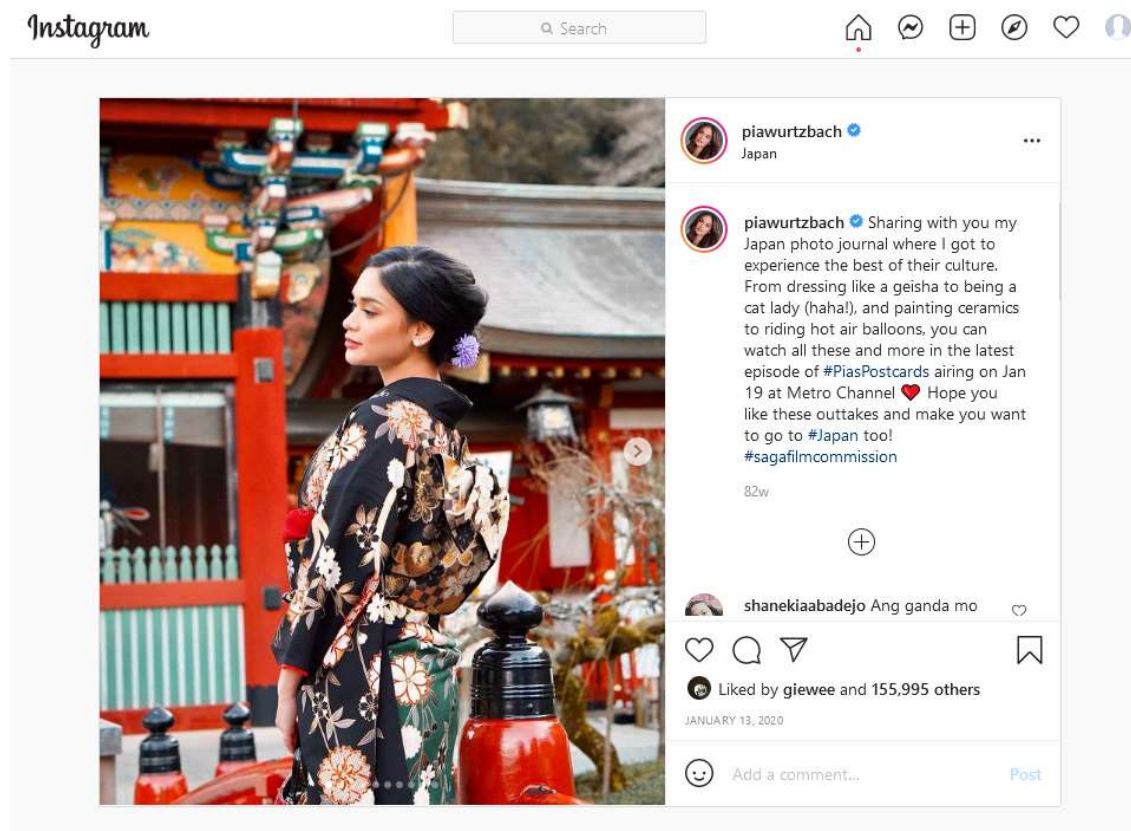 Instagram
Search
piawurtzbach
Japan
piawurtzbach Sharing with you my
Japan photo journal where I got to
experience the best of their culture.
From dressing like a geisha to being a
cat lady (haha!), and painting ceramics
to riding hot air balloons, you can
watch all these and more in the latest
episode of #PiasPostcards airing on Jan
19 at Metro Channel ❤️ Hope you
like these outtakes and make you want
to go to #Japan too!
#sagafilmcommission
82w
shanekiaabadejo Ang ganda mo
Liked by giewee and 155,995 others
JANUARY 13, 2020
Add a comment...
Post